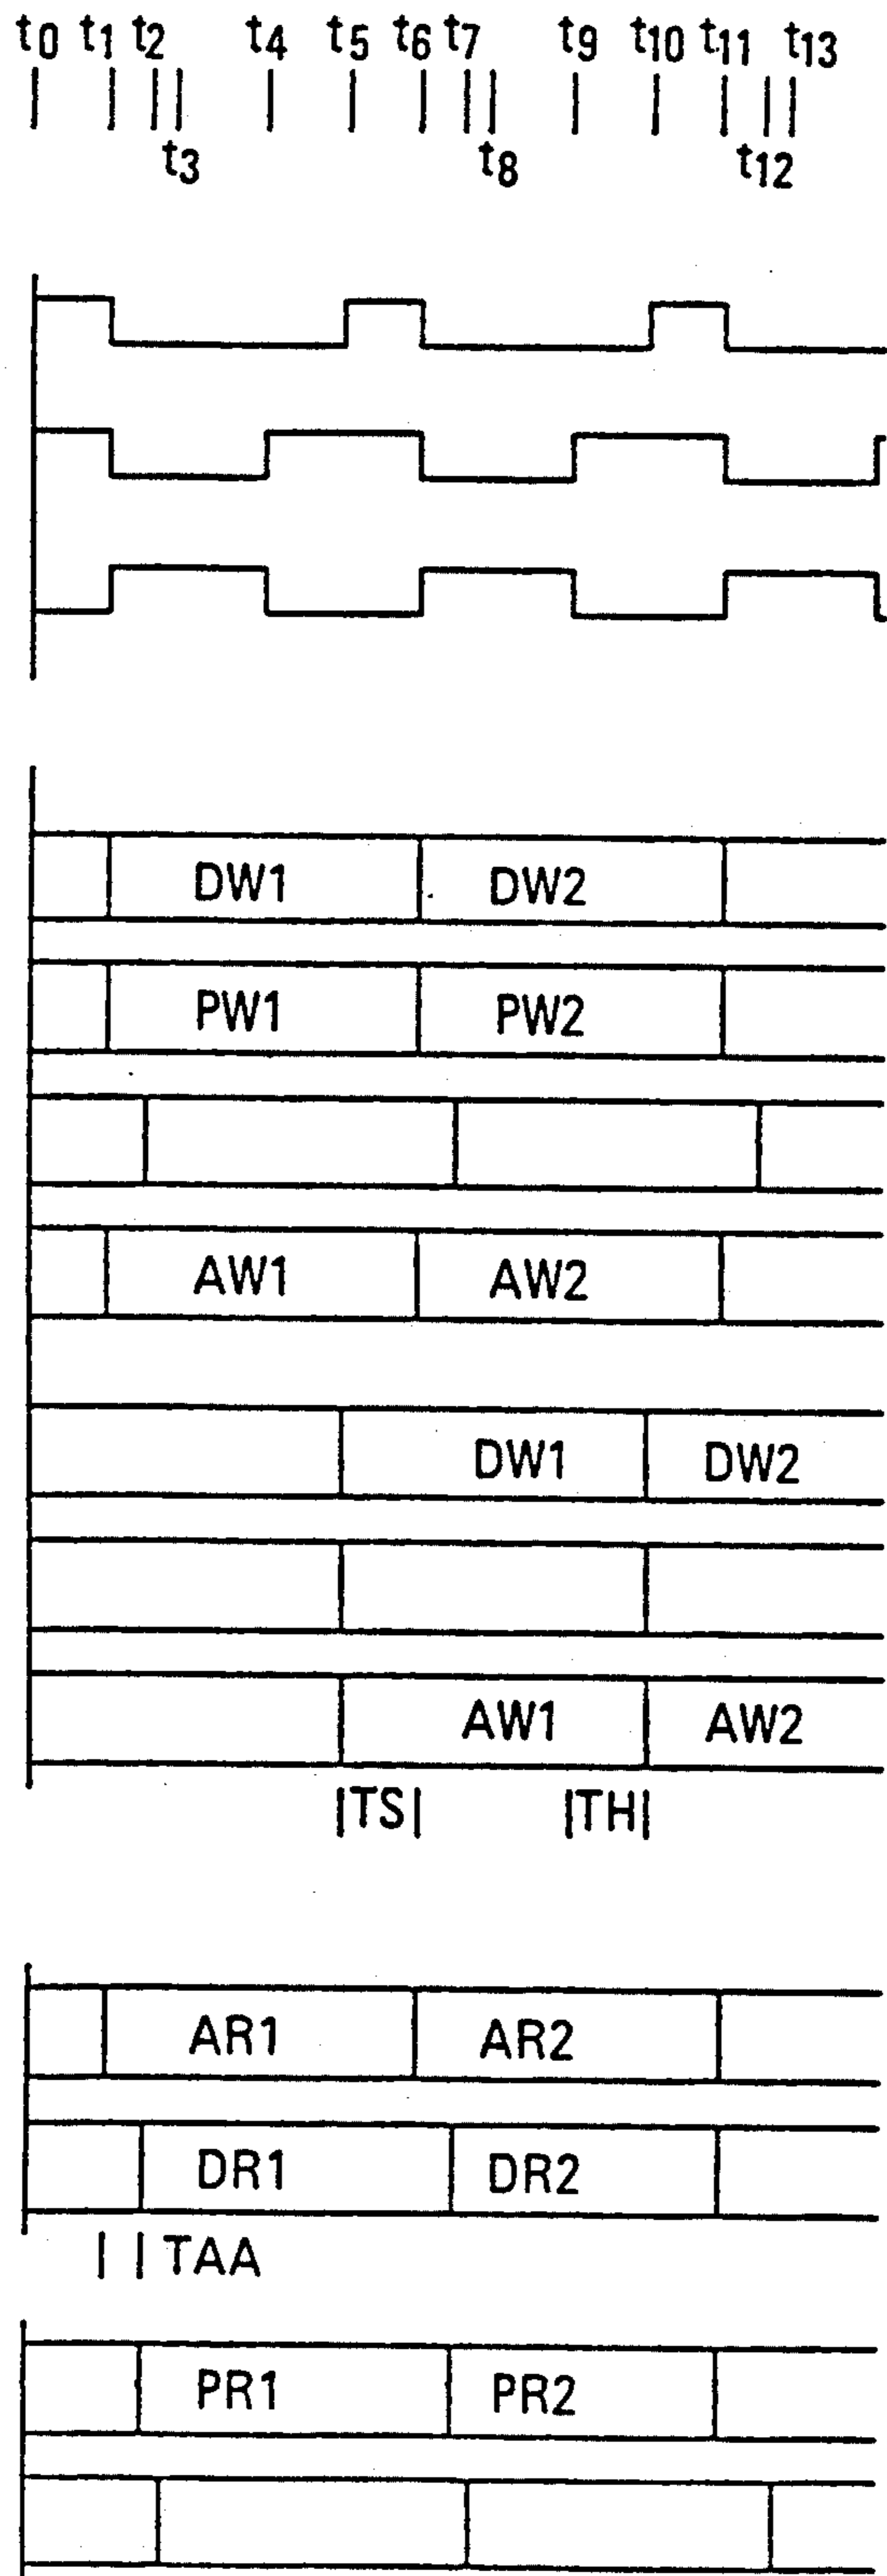 t0 t1 t2 t4 t5 t6 t7 t9 t10 t11 t13
t3 t8 t12
DW1 DW2
PW1 PW2
AW1 AW2
DW1 DW2
AW1 AW2
|TS| |TH|
AR1 AR2
DR1 DR2
| | TAA
PR1 PR2